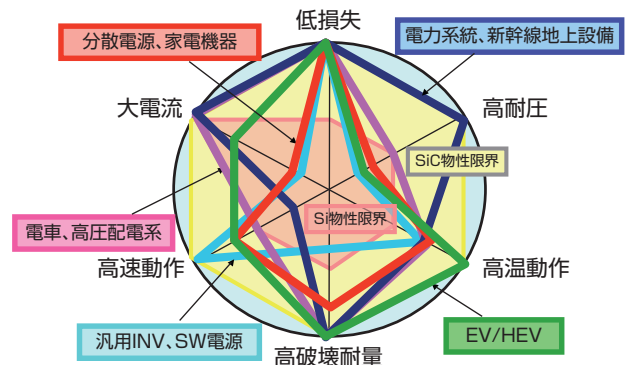 低損失
分散電源、家電機器
電力系統、新幹線地上設備
大電流
高耐圧
SiC物性限界
Si物性限界
電車、高圧配電系
高速動作
高温動作
汎用INV、SW電源
EV/HEV
高破壊耐量